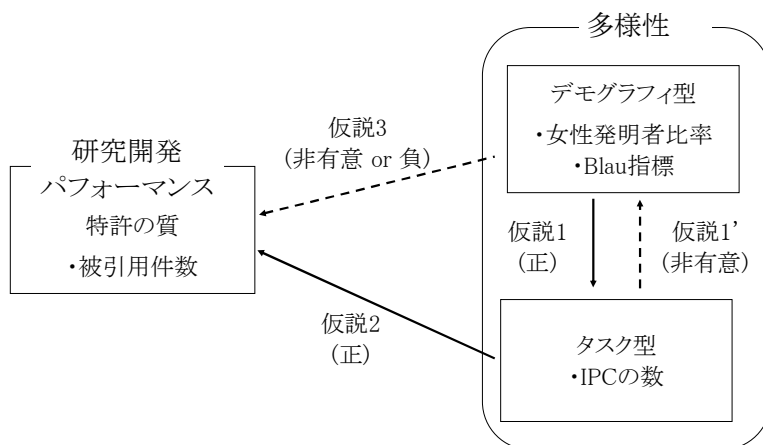 多様性
デモグラフィ型
・女性発明者比率
・Blau指標
仮説3
(非有意 or 負)
研究開発
パフォーマンス
特許の質
・被引用件数
仮説1
(正)
仮説1’
(非有意)
仮説2
(正)
タスク型
・IPCの数